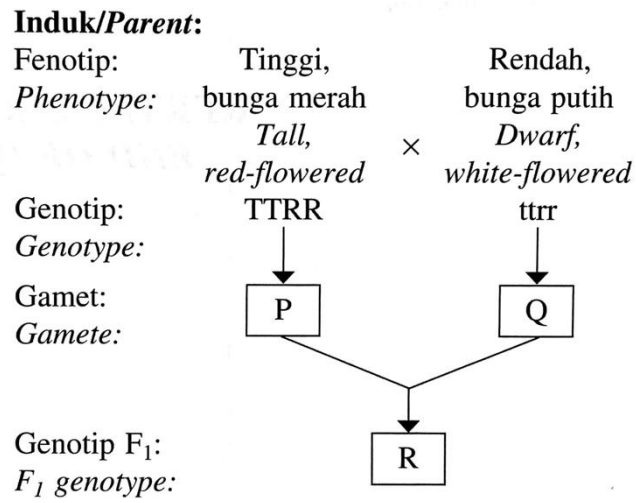 Induk/Parent:
Fenotip: Tinggi, Rendah,
Phenotype: bunga merah bunga putih
Tall, × Dwarf,
red-flowered white-flowered
Genotip: TTRR ttrr
Genotype:
Gamet: P Q
Gamete:
Genotip F₁: R
F₁ genotype: